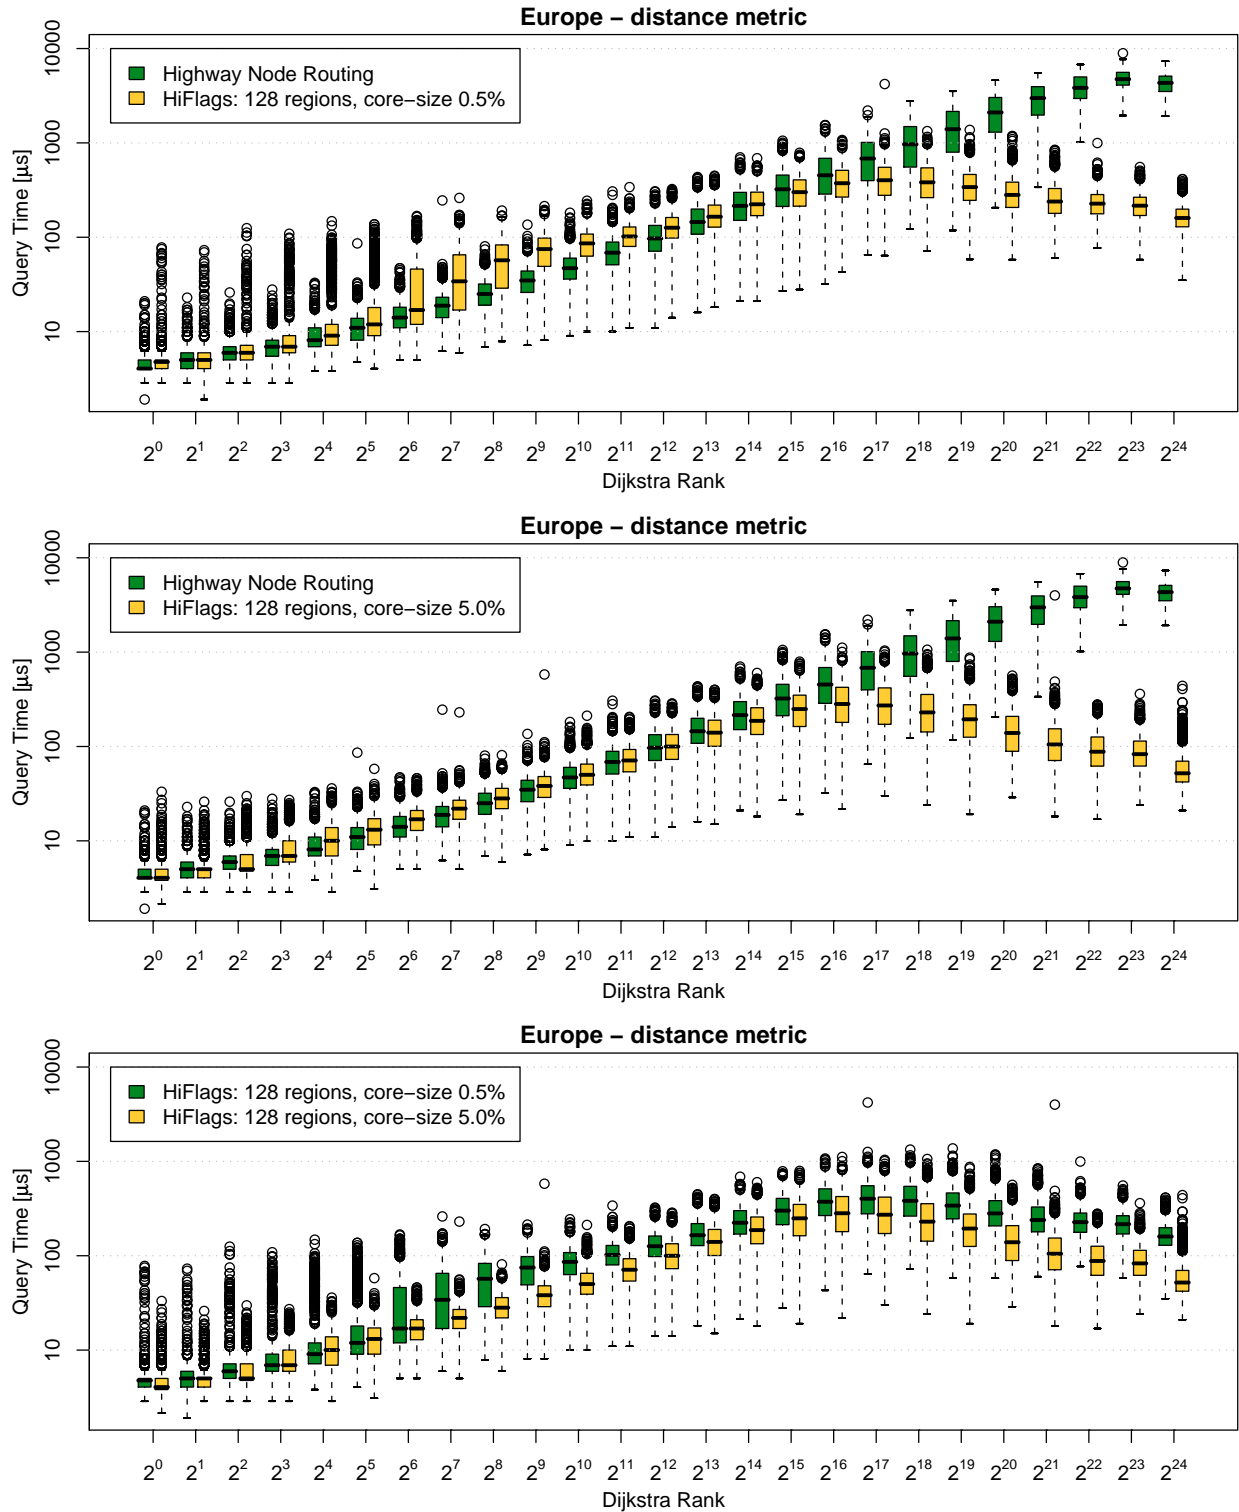 Europe − distance metric
Query Time [µs]
10000
1000
100
10
Highway Node Routing
HiFlags: 128 regions, core−size 0.5%
2^0 2^1 2^2 2^3 2^4 2^5 2^6 2^7 2^8 2^9 2^10 2^11 2^12 2^13 2^14 2^15 2^16 2^17 2^18 2^19 2^20 2^21 2^22 2^23 2^24
Dijkstra Rank
Europe − distance metric
Query Time [µs]
10000
1000
100
10
Highway Node Routing
HiFlags: 128 regions, core−size 5.0%
2^0 2^1 2^2 2^3 2^4 2^5 2^6 2^7 2^8 2^9 2^10 2^11 2^12 2^13 2^14 2^15 2^16 2^17 2^18 2^19 2^20 2^21 2^22 2^23 2^24
Dijkstra Rank
Europe − distance metric
Query Time [µs]
10000
1000
100
10
HiFlags: 128 regions, core−size 0.5%
HiFlags: 128 regions, core−size 5.0%
2^0 2^1 2^2 2^3 2^4 2^5 2^6 2^7 2^8 2^9 2^10 2^11 2^12 2^13 2^14 2^15 2^16 2^17 2^18 2^19 2^20 2^21 2^22 2^23 2^24
Dijkstra Rank